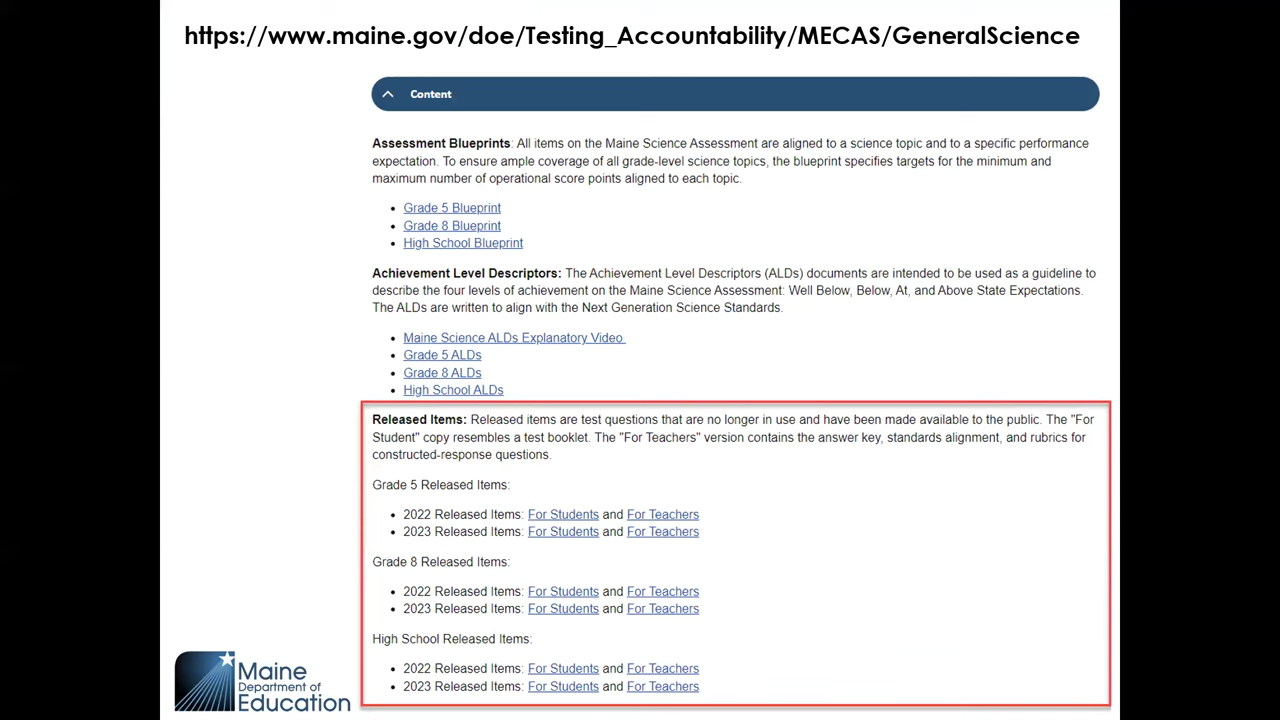 https://www.maine.gov/doe/Testing_Accountability/MECAS/GeneralScience
Content
Assessment Blueprints: All items on the Maine Science Assessment are aligned to a science topic and to a specific performance
expectation. To ensure ample coverage of all grade-level science topics, the blueprint specifies targets for the minimum and
maximum number of operational score points aligned to each topic.
• Grade 5 Blueprint
• Grade 8 Blueprint
• High School Blueprint
Achievement Level Descriptors: The Achievement Level Descriptors (ALDs) documents are intended to be used as a guideline to
describe the four levels of achievement on the Maine Science Assessment: Well Below, Below, At, and Above State Expectations.
The ALDs are written to align with the Next Generation Science Standards.
• Maine Science ALDs Explanatory Video
• Grade 5 ALDs
• Grade 8 ALDs
• High School ALDs
Released Items: Released items are test questions that are no longer in use and have been made available to the public. The "For
Student" copy resembles a test booklet. The "For Teachers" version contains the answer key, standards alignment, and rubrics for
constructed-response questions.
Grade 5 Released Items:
• 2022 Released Items: For Students and For Teachers
• 2023 Released Items: For Students and For Teachers
Grade 8 Released Items:
• 2022 Released Items: For Students and For Teachers
• 2023 Released Items: For Students and For Teachers
High School Released Items:
• 2022 Released Items: For Students and For Teachers
• 2023 Released Items: For Students and For Teachers
Maine
Department of
Education